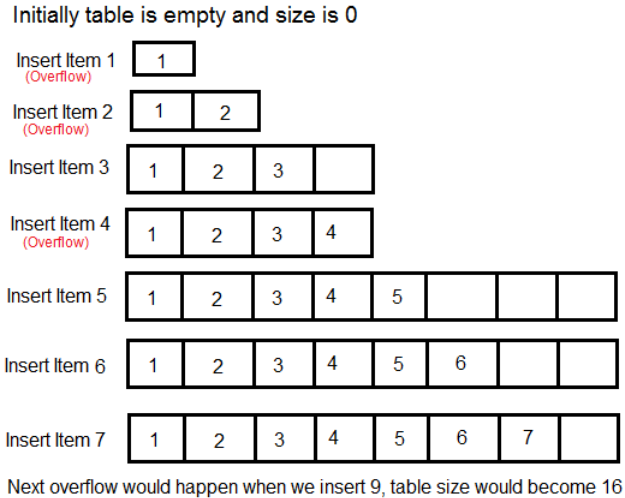 Initially table is empty and size is 0
Insert Item 1 1
(Overflow)
Insert Item 2 1 2
(Overflow)
Insert Item 3 1 2 3
Insert Item 4 1 2 3 4
(Overflow)
Insert Item 5 1 2 3 4 5
Insert Item 6 1 2 3 4 5 6
Insert Item 7 1 2 3 4 5 6 7
Next overflow would happen when we insert 9, table size would become 16